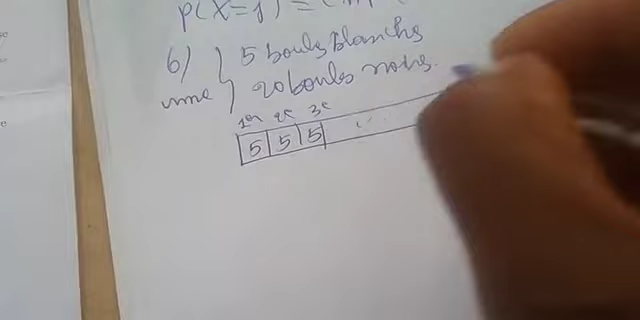 P(X=1) = C
6) 5 boules blanches
urne 20 boules noires.
1er 2e 3e
5 5 5 ...